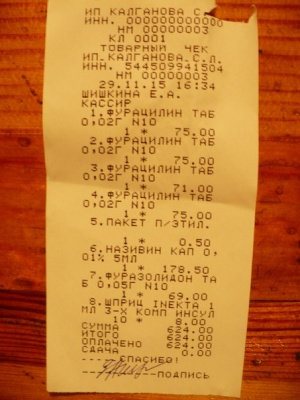 ИП КАЛГАНОВА С.
ИНН. 000000000000
НМ 00000003
КЛ 0001
ТОВАРНЫЙ ЧЕК
ИП КАЛГАНОВА С.Л.
ИНН. 544509941504
НМ 00000003
29.11.15 16:34
ШИШКИНА Е.А.
КАССИР
1.ФУРАЦИЛИН ТАБ
0,02Г N10
1 * 75.00
2.ФУРАЦИЛИН ТАБ
0,02Г N10
1 * 75.00
3.ФУРАЦИЛИН ТАБ
0,02Г N10
1 * 71.00
4.ФУРАЦИЛИН ТАБ
0,02Г N10
1 * 75.00
5.ПАКЕТ П/ЭТИЛ.
1 * 0.50
6.НАЗИВИН КАП 0,
01% 5МЛ
1 * 178.50
7.ФУРАЗОЛИДОН ТА
Б 0,05Г N10
1 * 69.00
8.ШПРИЦ INEKTA 1
МЛ 3-Х КОМП ИНСУЛ
10 * 8.00
СУММА 624.00
ИТОГО 624.00
ОПЛАЧЕНО 624.00
СДАЧА 0.00
СПАСИБО!
ПОДПИСЬ